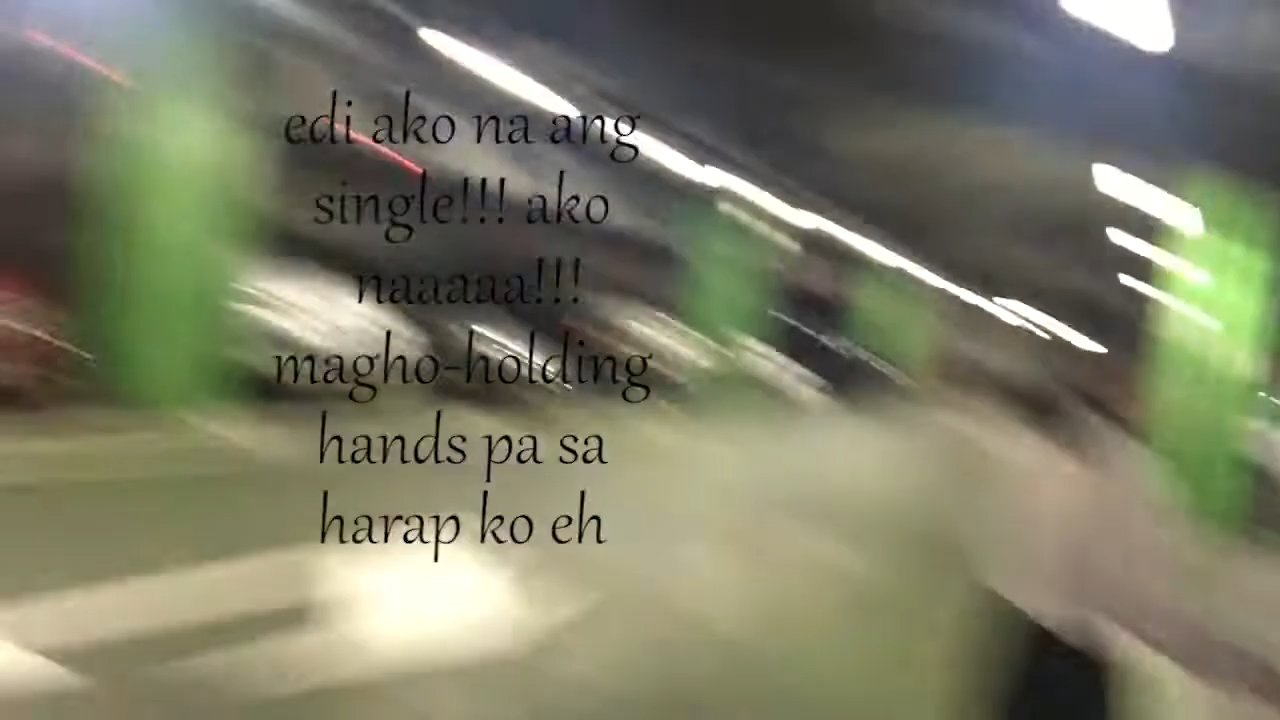 edi ako na ang
single!!! ako
naaaaa!!!
magho-holding
hands pa sa
harap ko eh